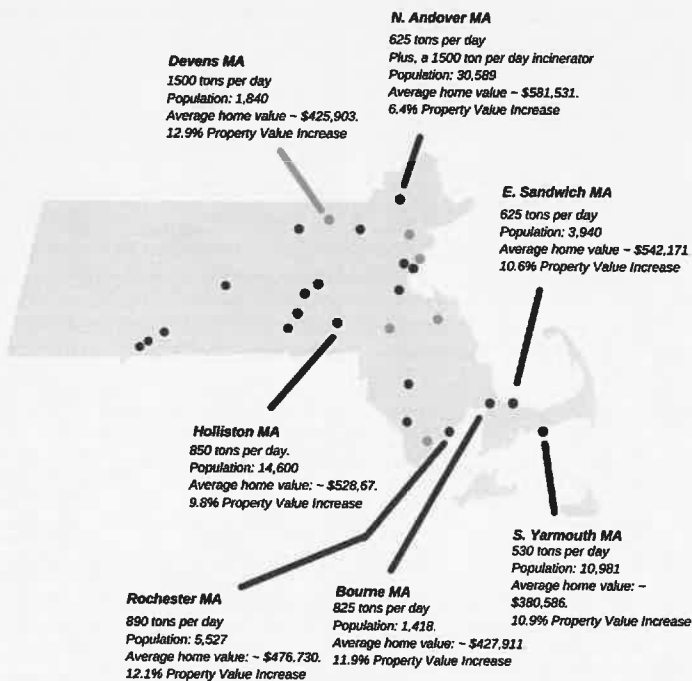 N. Andover MA
625 tons per day
Plus, a 1500 ton per day incinerator
Population: 30,589
Average home value ~ $581,531.
6.4% Property Value Increase
Devens MA
1500 tons per day
Population: 1,840
Average home value ~ $425,903.
12.9% Property Value Increase
E. Sandwich MA
625 tons per day
Population: 3,940
Average home value ~ $542,171
10.6% Property Value Increase
Holliston MA
850 tons per day.
Population: 14,600
Average home value: ~ $528,67.
9.8% Property Value Increase
S. Yarmouth MA
530 tons per day
Population: 10,981
Average home value: ~
$380,586.
10.9% Property Value Increase
Rochester MA
890 tons per day
Population: 5,527
Average home value: ~ $476.730.
12.1% Property Value Increase
Bourne MA
825 tons per day
Population: 1,418.
Average home value: ~ $427,911
11.9% Property Value Increase